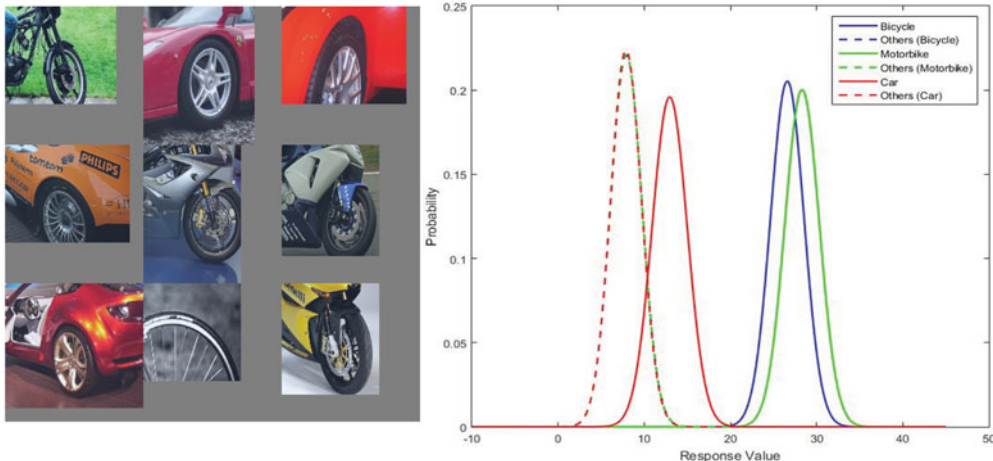 tomtom
PHILIPS
0.25
0.2
0.15
0.1
0.05
0
Probability
-10 0 10 20 30 40 50
Response Value
Bicycle
Others (Bicycle)
Motorbike
Others (Motorbike)
Car
Others (Car)